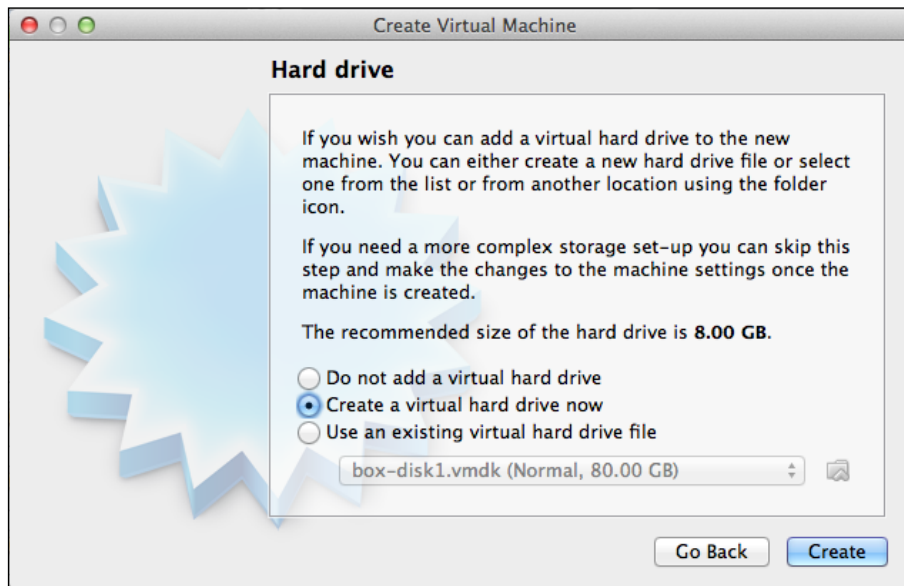 Create Virtual Machine
Hard drive
If you wish you can add a virtual hard drive to the new
machine. You can either create a new hard drive file or select
one from the list or from another location using the folder
icon.
If you need a more complex storage set-up you can skip this
step and make the changes to the machine settings once the
machine is created.
The recommended size of the hard drive is 8.00 GB.
Do not add a virtual hard drive
Create a virtual hard drive now
Use an existing virtual hard drive file
box-disk1.vmdk (Normal, 80.00 GB)
Go Back Create